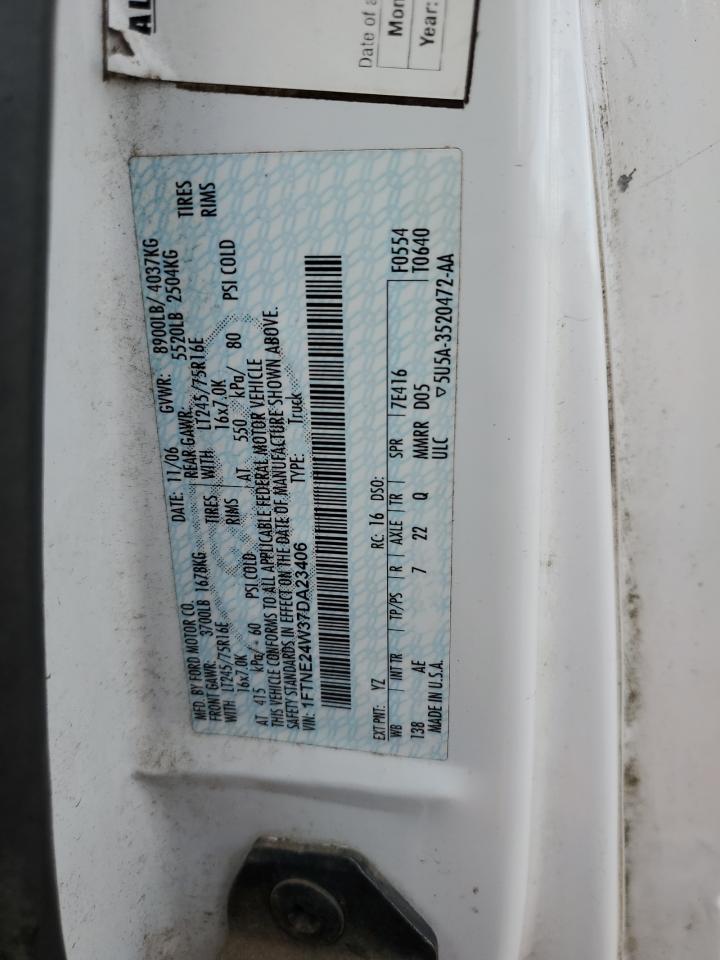 AL
Date of a
Mon
Year:
MFD. BY FORD MOTOR CO.
DATE: 11/06 GVWR: 8900LB/ 4037KG
FRONT GAWR: 3700LB 1678KG REAR GAWR: 5520LB 2504KG
WITH LT245/75R16E TIRES WITH LT245/75R16E TIRES
16x7.0K RIMS 16x7.0K RIMS
AT 415 kPa/ 60 PSI COLD AT 550 kPa/ 80 PSI COLD
THIS VEHICLE CONFORMS TO ALL APPLICABLE FEDERAL MOTOR VEHICLE
SAFETY STANDARDS IN EFFECT ON THE DATE OF MANUFACTURE SHOWN ABOVE.
VIN: 1FTNE24W37DA23406 TYPE: Truck
EXT PNT: YZ RC: 16 DSO: F0554
WB INT TR TP/PS R AXLE TR SPR T0640
138 AE 7 22 Q 7E416
MMRR D05
MADE IN U.S.A. ULC ▽5U5A-3520472-AA